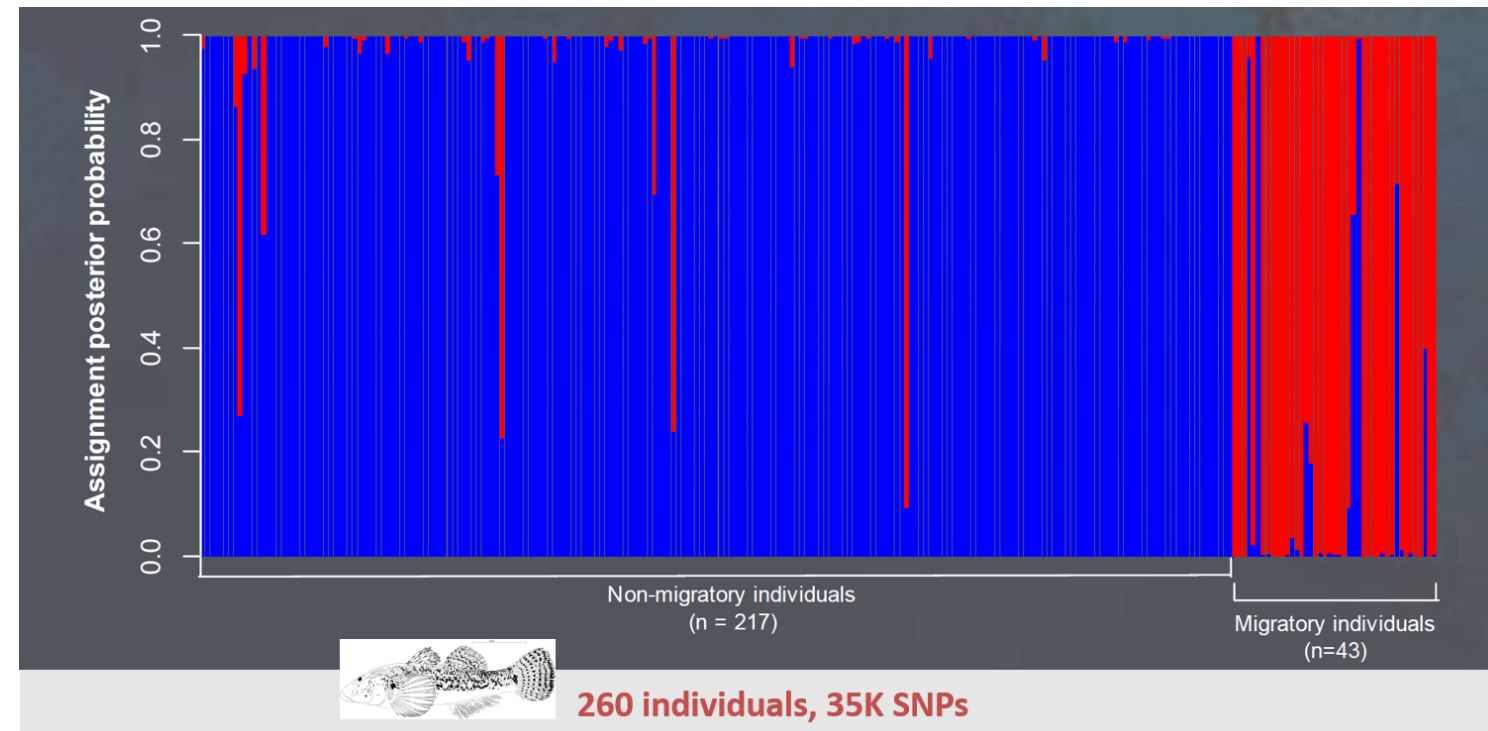 Assignment posterior probability
1.0
0.8
0.6
0.4
0.2
0.0
Non-migratory individuals
(n = 217)
Migratory individuals
(n=43)
260 individuals, 35K SNPs